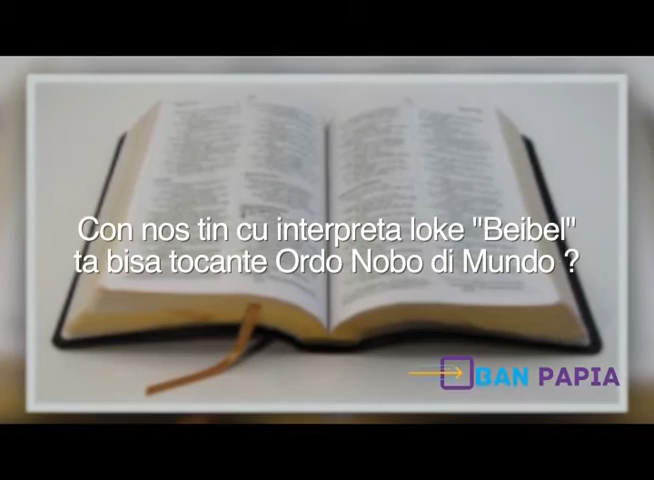 Con nos tin cu interpreta loke "Beibel"
ta bisa tocante Ordo Nobo di Mundo ?
BAN PAPIA